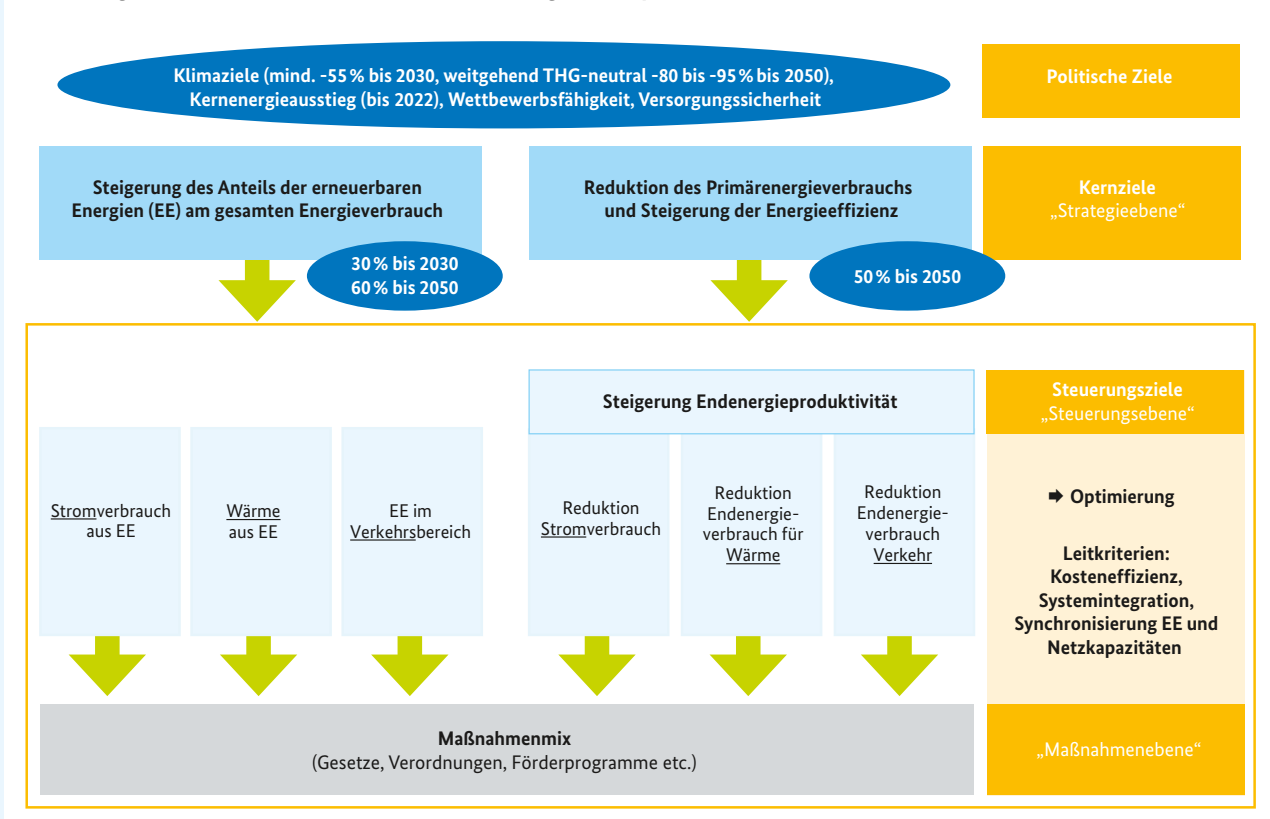 Klimaziele (mind. -55 % bis 2030, weitgehend THG-neutral -80 bis -95 % bis 2050),
Kernenergieausstieg (bis 2022), Wettbewerbsfähigkeit, Versorgungssicherheit
Politische Ziele
Steigerung des Anteils der erneuerbaren
Energien (EE) am gesamten Energieverbrauch
Reduktion des Primärenergieverbrauchs
und Steigerung der Energieeffizienz
Kernziele
„Strategieebene“
30 % bis 2030
60 % bis 2050
50 % bis 2050
Steigerung Endenergieproduktivität
Steuerungsziele
„Steuerungsebene“
Stromverbrauch
aus EE
Wärme
aus EE
EE im
Verkehrsbereich
Reduktion
Stromverbrauch
Reduktion
Endenergie-
verbrauch für
Wärme
Reduktion
Endenergie-
verbrauch
Verkehr
➡ Optimierung
Leitkriterien:
Kosteneffizienz,
Systemintegration,
Synchronisierung EE und
Netzkapazitäten
Maßnahmenmix
(Gesetze, Verordnungen, Förderprogramme etc.)
„Maßnahmenebene“